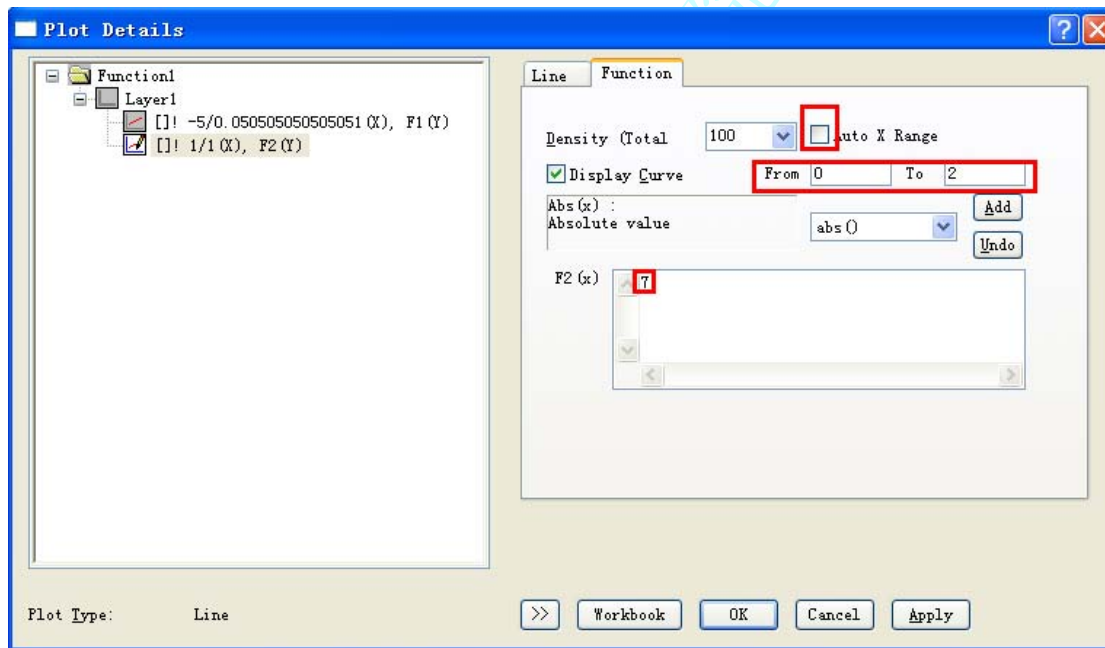 Plot Details
Function1
Layer1
[]! -5/0.050505050505051(X), F1(Y)
[]! 1/1(X), F2(Y)
Line Function
Density (Total 100 Auto X Range
Display Curve From 0 To 2
Abs(x) :
Absolute value
abs()
Add
Undo
F2(x) 7
Plot Type: Line
>> Workbook OK Cancel Apply